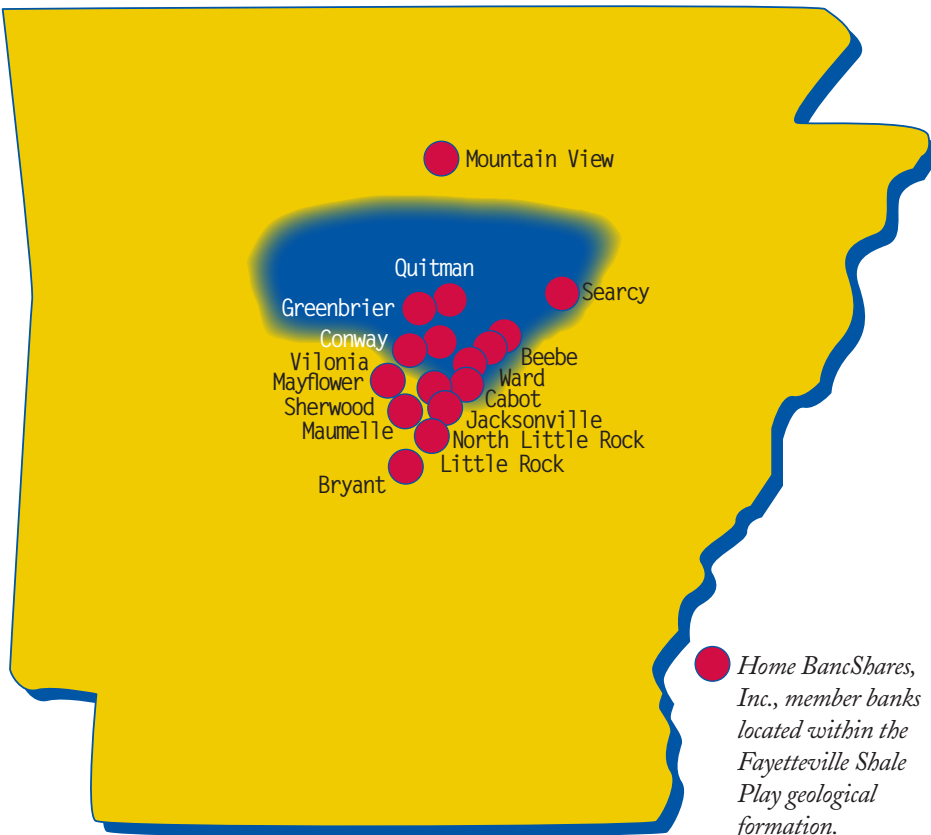 Mountain View
Quitman
Searcy
Greenbrier
Conway
Vilonia
Beebe
Mayflower
Ward
Sherwood
Cabot
Maumelle
Jacksonville
North Little Rock
Little Rock
Bryant
Home BancShares,
Inc., member banks
located within the
Fayetteville Shale
Play geological
formation.